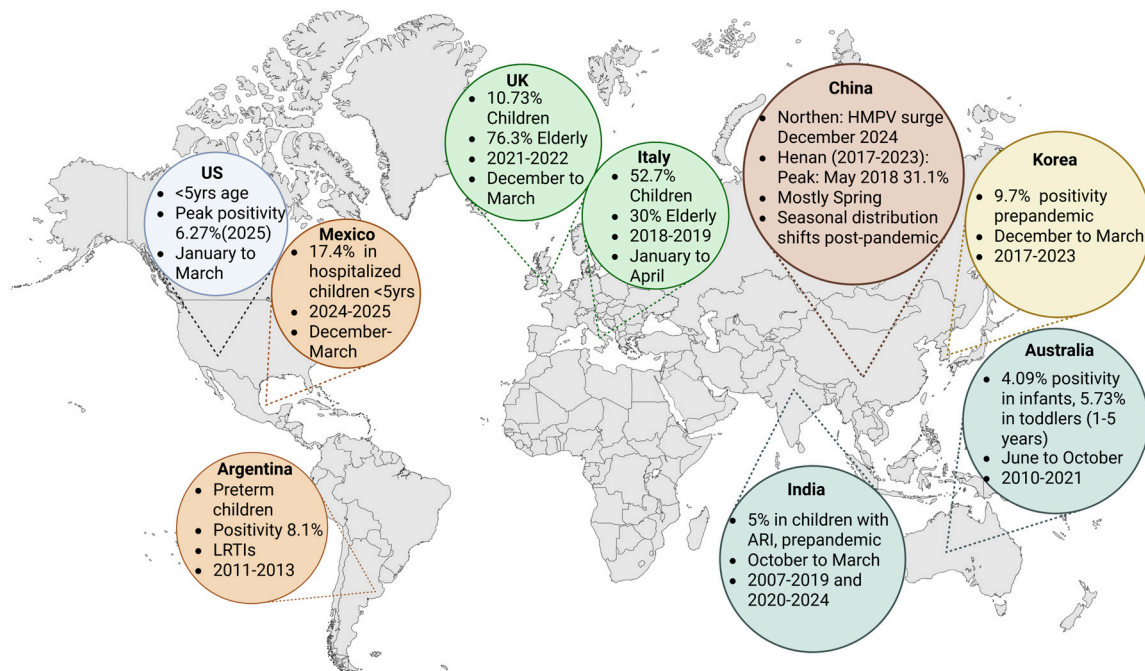 US
<5yrs age
Peak positivity
6.27%(2025)
January to
March
Mexico
17.4% in
hospitalized
children <5yrs
2024-2025
December-
March
Argentina
Preterm
children
Positivity 8.1%
LRTIs
2011-2013
UK
10.73%
Children
76.3% Elderly
2021-2022
December to
March
Italy
52.7%
Children
30% Elderly
2018-2019
January to
April
China
Northen: HMPV surge
December 2024
Henan (2017-2023):
Peak: May 2018 31.1%
Mostly Spring
Seasonal distribution
shifts post-pandemic
Korea
9.7% positivity
prepandemic
December to March
2017-2023
Australia
4.09% positivity
in infants, 5.73%
in toddlers (1-5
years)
June to October
2010-2021
India
5% in children with
ARI, prepandemic
October to March
2007-2019 and
2020-2024